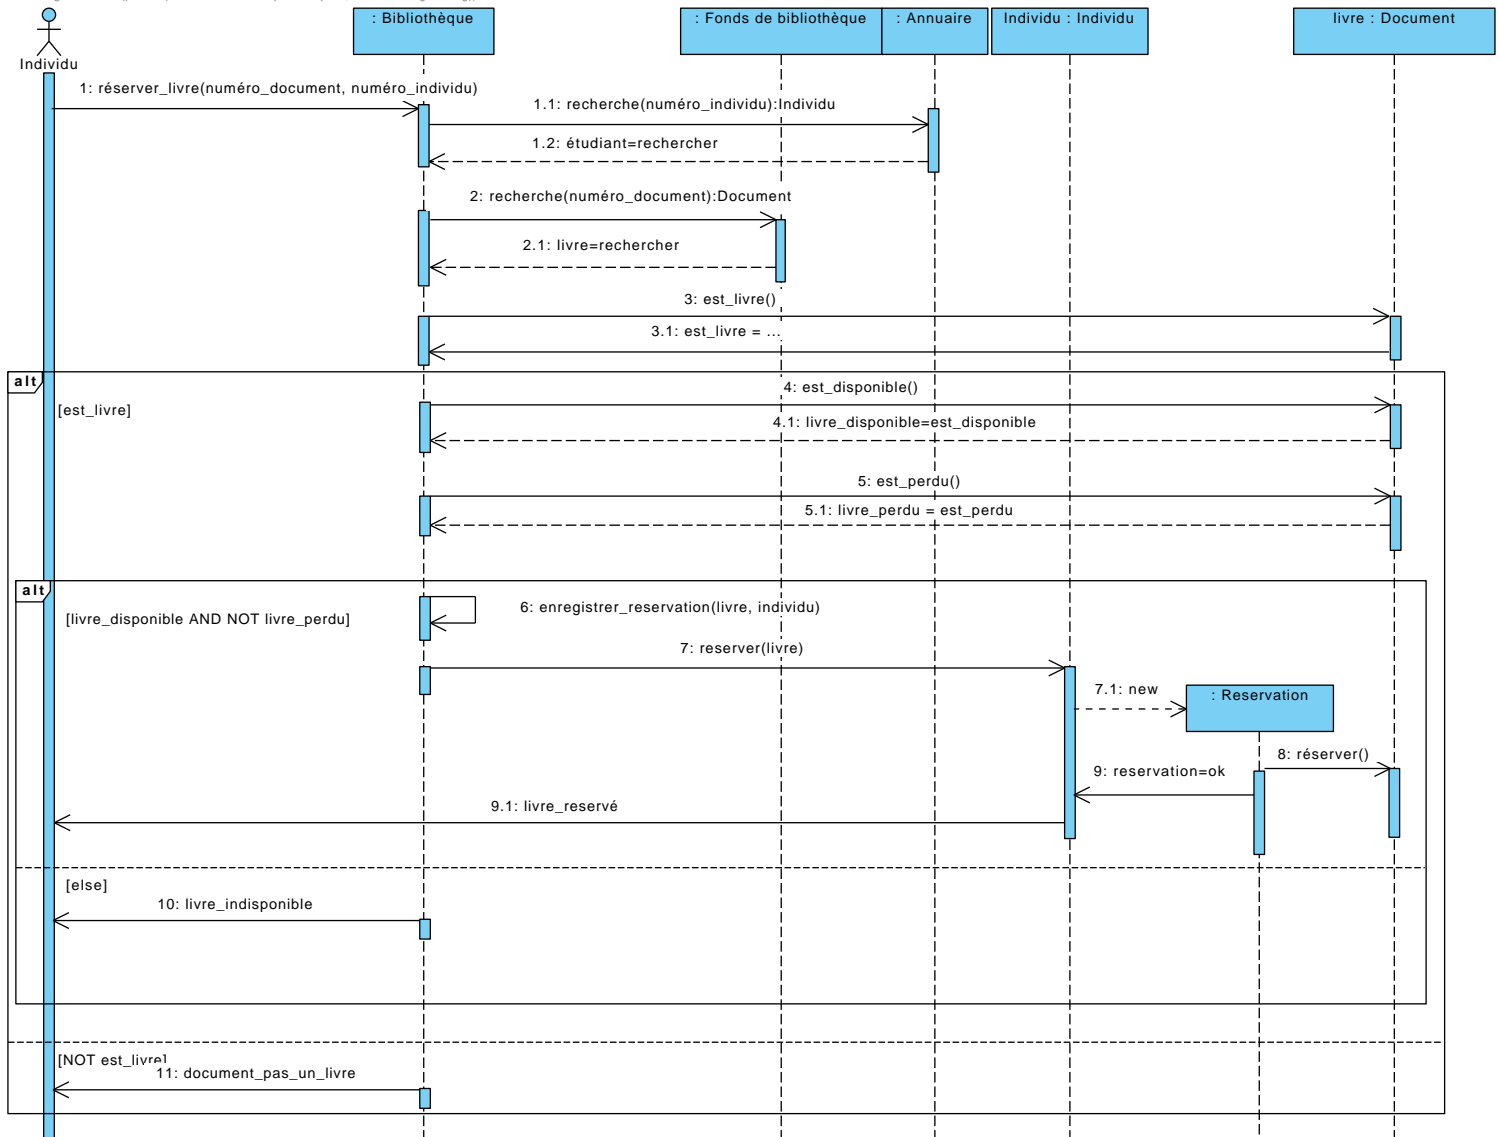 : Bibliothèque
: Fonds de bibliothèque
: Annuaire
Individu : Individu
livre : Document
Individu
1: réserver_livre(numéro_document, numéro_individu)
1.1: recherche(numéro_individu):Individu
1.2: étudiant=rechercher
2: recherche(numéro_document):Document
2.1: livre=rechercher
3: est_livre()
3.1: est_livre = ...
alt
[est_livre]
4: est_disponible()
4.1: livre_disponible=est_disponible
5: est_perdu()
5.1: livre_perdu = est_perdu
alt
[livre_disponible AND NOT livre_perdu]
6: enregistrer_reservation(livre, individu)
7: reserver(livre)
7.1: new
: Reservation
8: réserver()
9: reservation=ok
9.1: livre_reservé
[else]
10: livre_indisponible
[NOT est_livre]
11: document_pas_un_livre